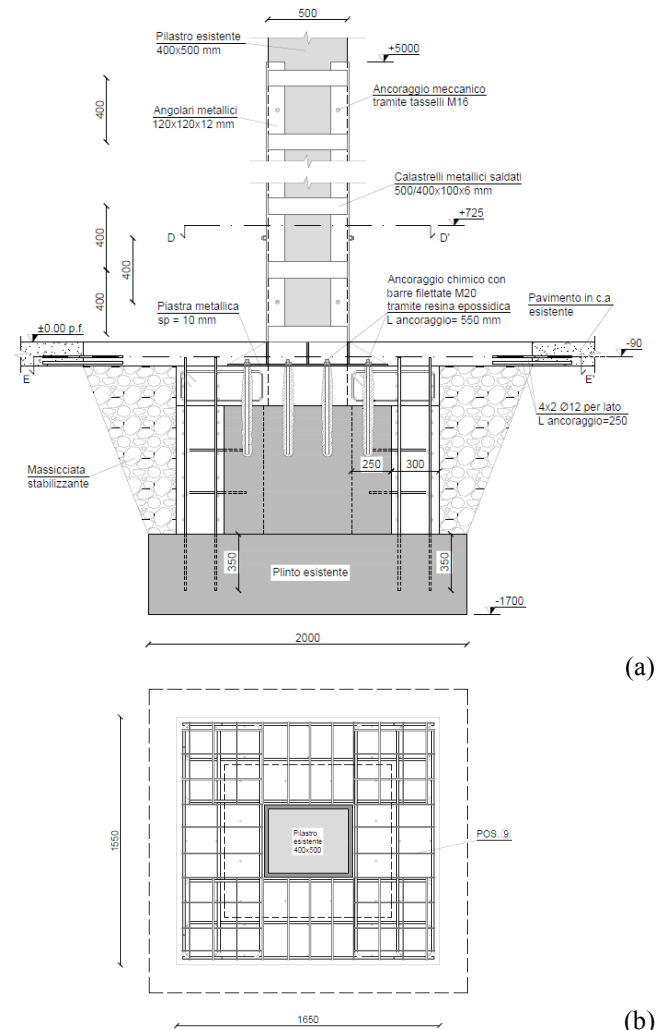 500
Pilastro esistente
400x500 mm
+5000
Ancoraggio meccanico
tramite tasselli M16
400
Angolari metallici
120x120x12 mm
Calastrelli metallici saldati
500/400x100x6 mm
+725
D
D'
400
400
400
Ancoraggio chimico con
barre filettate M20
tramite resina epossidica
L ancoraggio= 550 mm
Piastra metallica
sp = 10 mm
Pavimento in c.a
esistente
±0.00 p.f.
-90
E
E'
4x2 Ø12 per lato
L ancoraggio=250
250
300
Massicciata
stabilizzante
350
350
Plinto esistente
-1700
2000
(a)
1550
Pilastro
esistente
400x500
POS. 9
1650
(b)